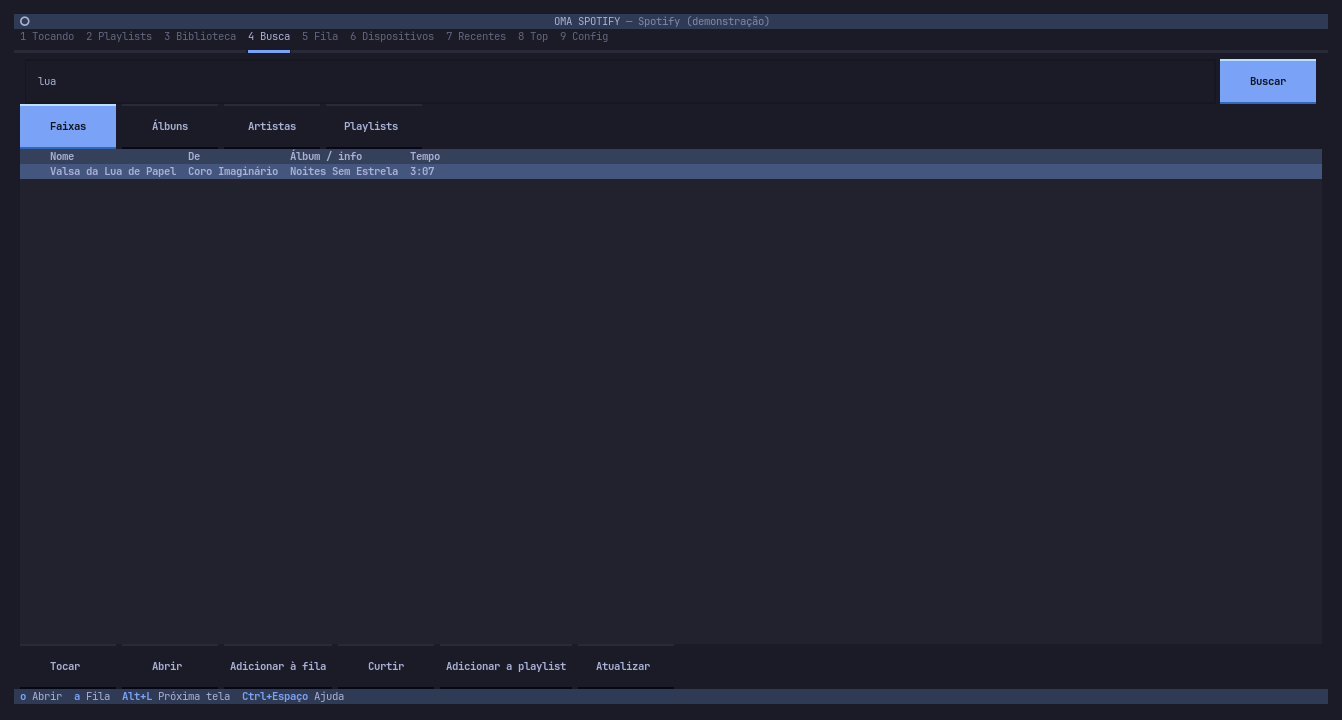 OMA SPOTIFY — Spotify (demonstração)
1 Tocando 2 Playlists 3 Biblioteca 4 Busca 5 Fila 6 Dispositivos 7 Recentes 8 Top 9 Config
lua Buscar
Faixas Álbuns Artistas Playlists
Nome De Álbum / info Tempo
Valsa da Lua de Papel Coro Imaginário Noites Sem Estrela 3:07
Tocar Abrir Adicionar à fila Curtir Adicionar a playlist Atualizar
o Abrir a Fila Alt+L Próxima tela Ctrl+Espaço Ajuda